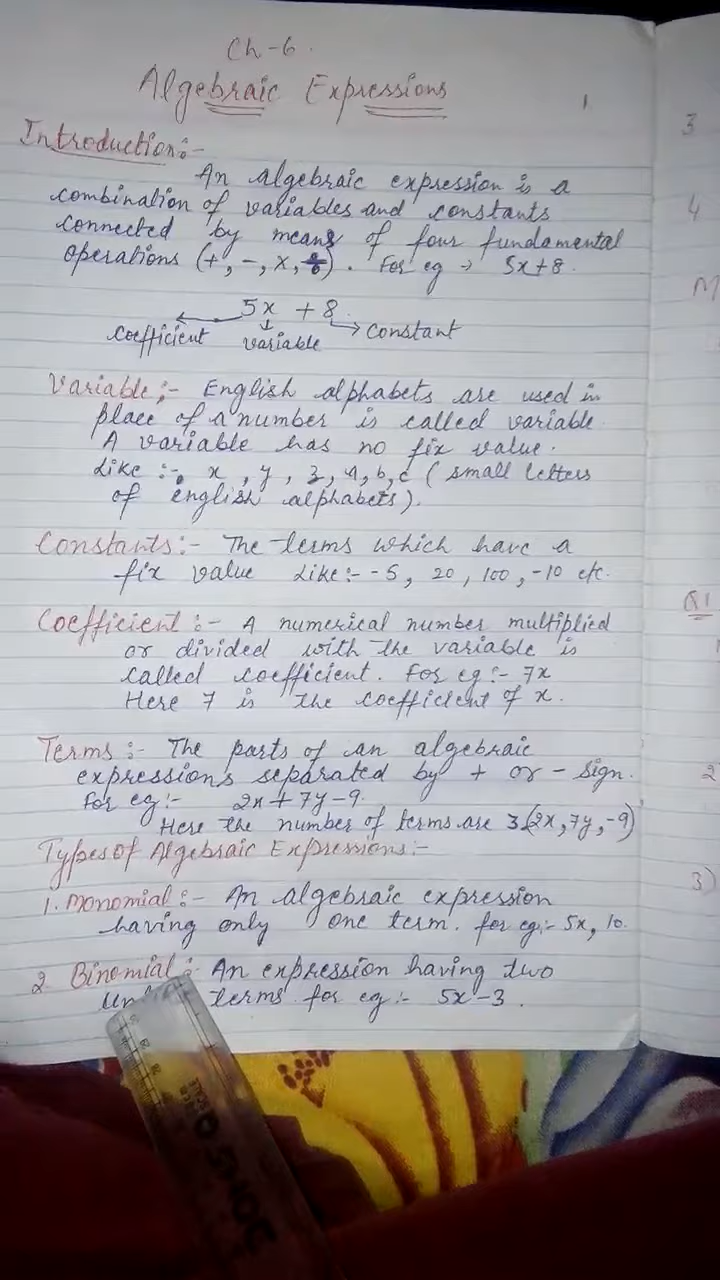 Ch-6.
Algebraic Expressions
1
Introduction:-
An algebraic expression is a
combination of variables and constants
connected by means of four fundamental
operations (+, -, x, ÷). For eg → 5x+8.
5x + 8
coefficient variable constant
Variable:- English alphabets are used in
place of a number is called variable.
A variable has no fix value.
Like :- x, y, z, a, b, c (small letters
of english alphabets).
Constants:- The terms which have a
fix value Like:- -5, 20, 100, -10 etc.
Coefficient:- A numerical number multiplied
or divided with the variable is
called coefficient. For eg:- 7x
Here 7 is the coefficient of x.
Terms:- The parts of an algebraic
expressions separated by + or - sign.
For eg:- 2x+7y-9.
Here the number of terms are 3(2x, 7y, -9)
Types of Algebraic Expressions:-
1. Monomial:- An algebraic expression
having only one term. for eg:- 5x, 10.
2. Binomial:- An expression having two
terms for eg:- 5x-3.
3
4
M
Q1
2
3)
DOMS